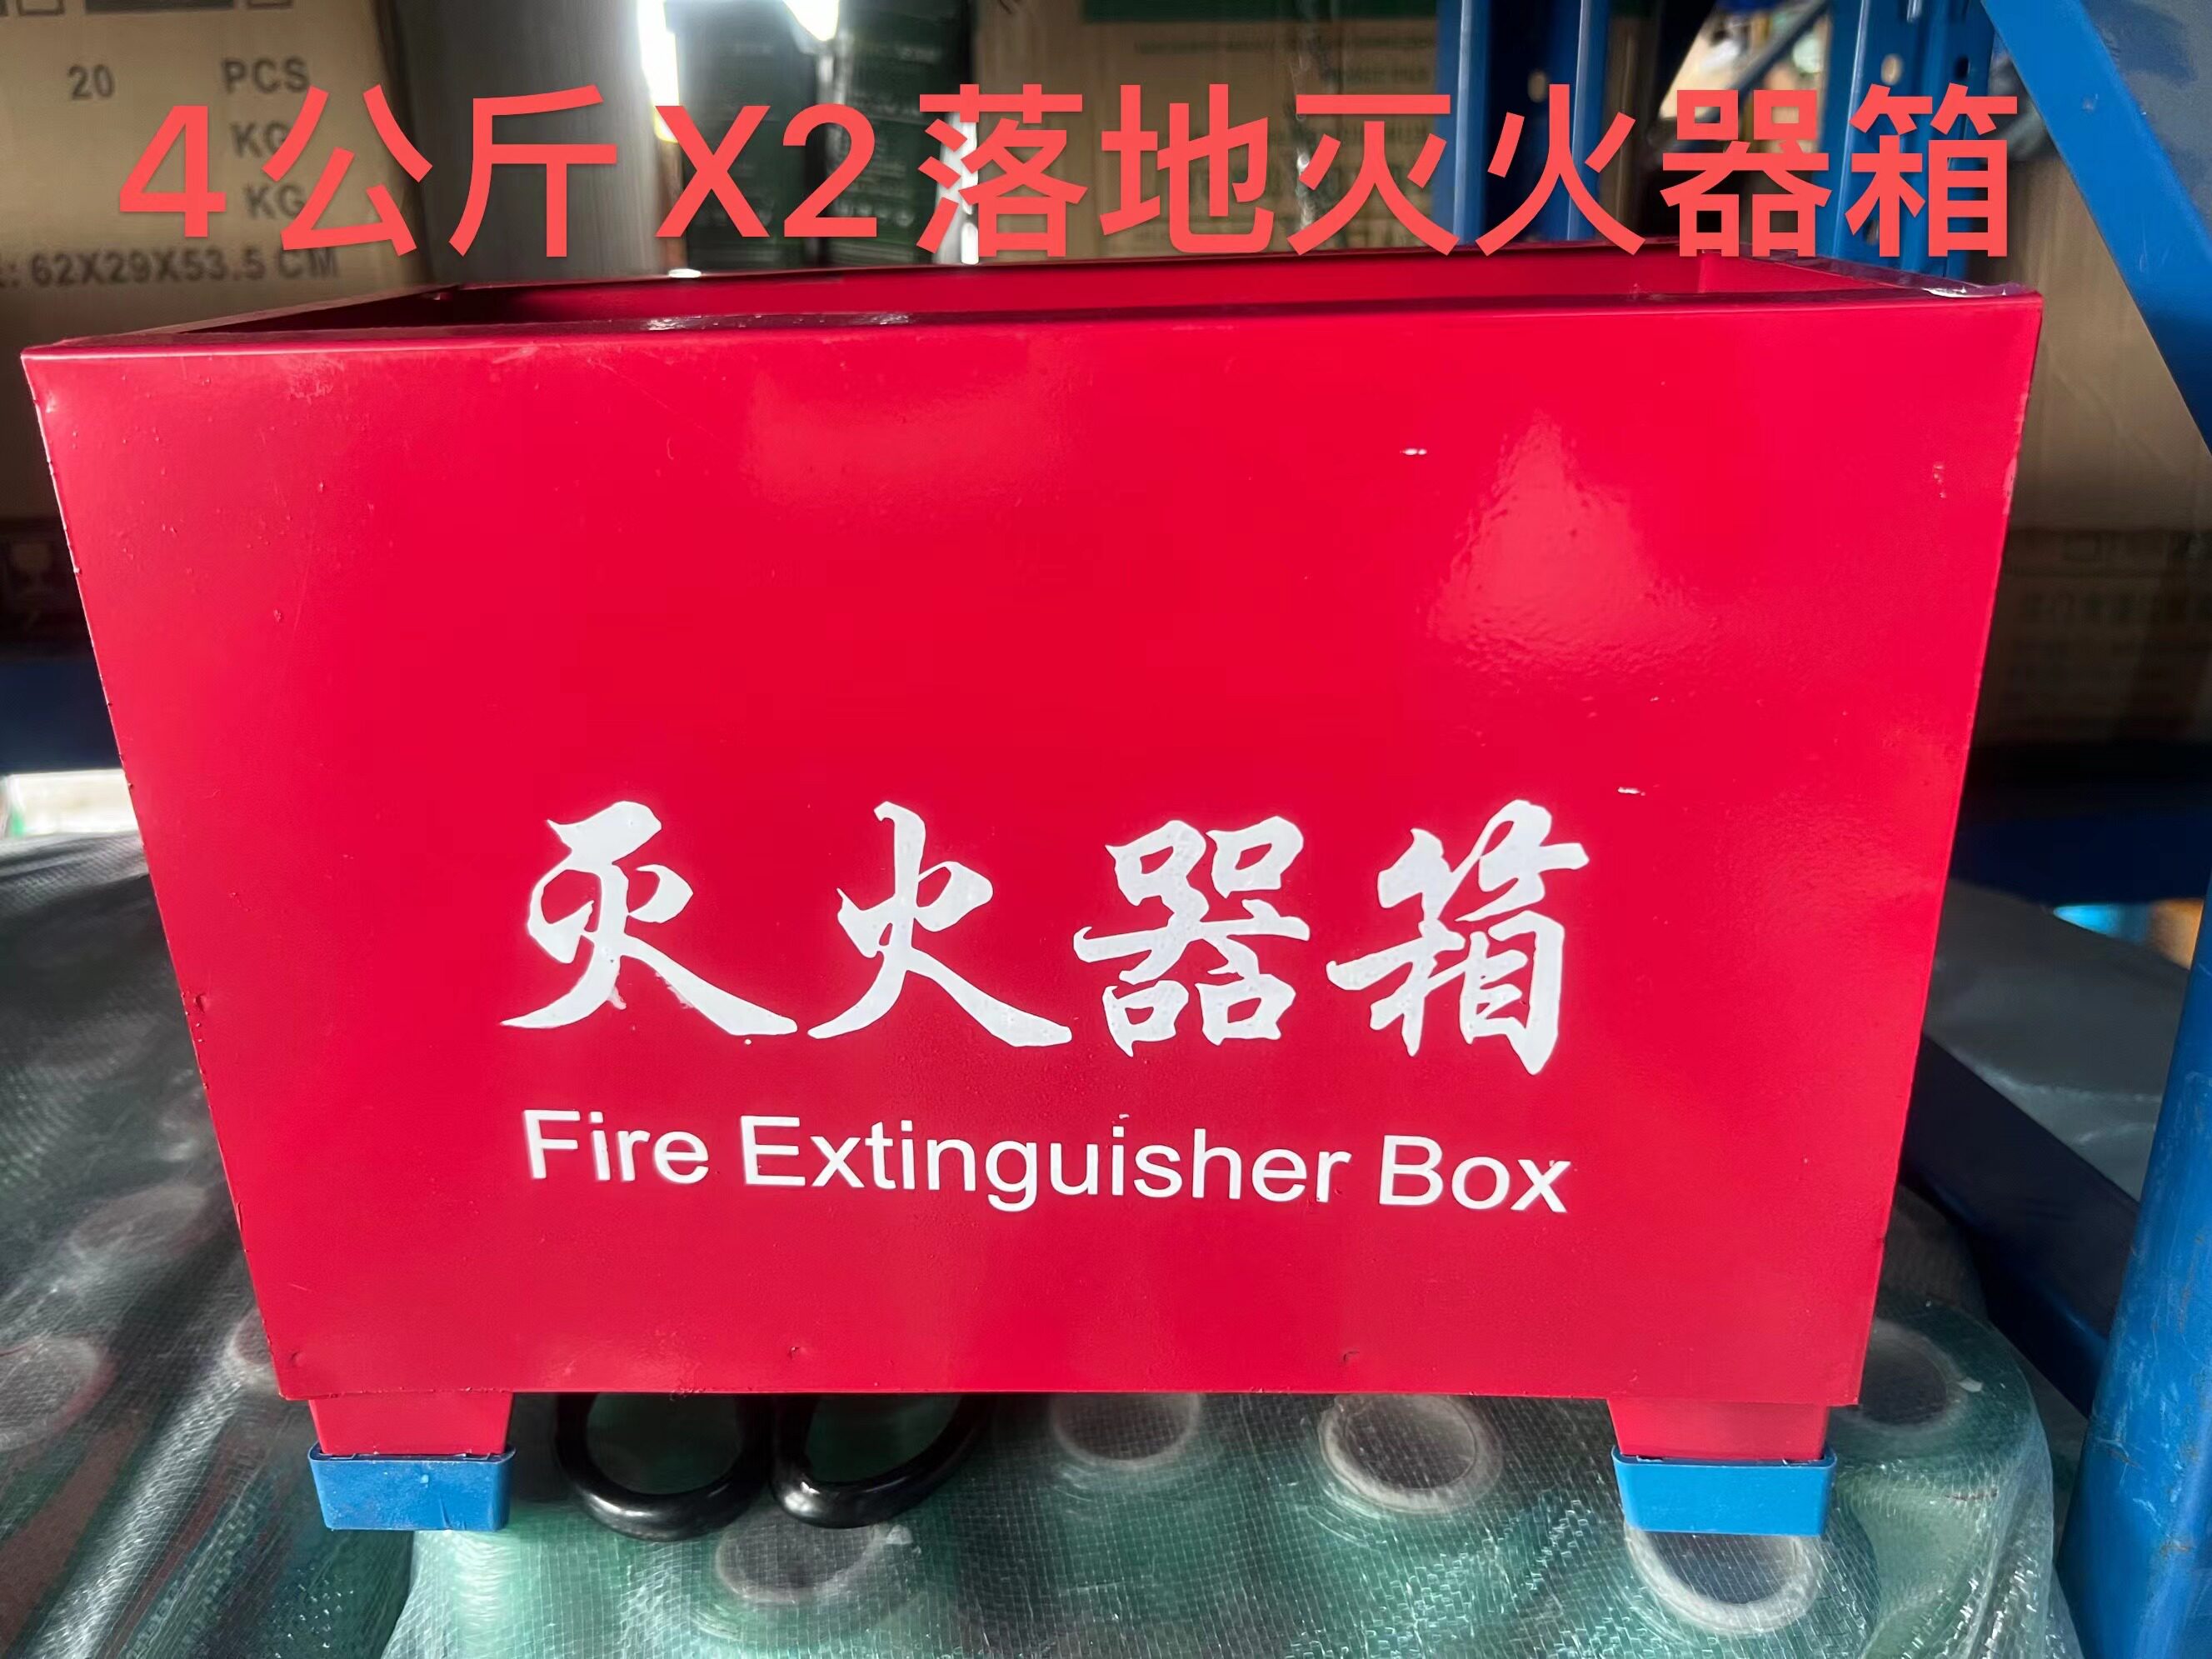 20 PCS
KG
KG
62X29X53.5 CM
4公斤X2落地灭火器箱
灭火器箱
Fire Extinguisher Box